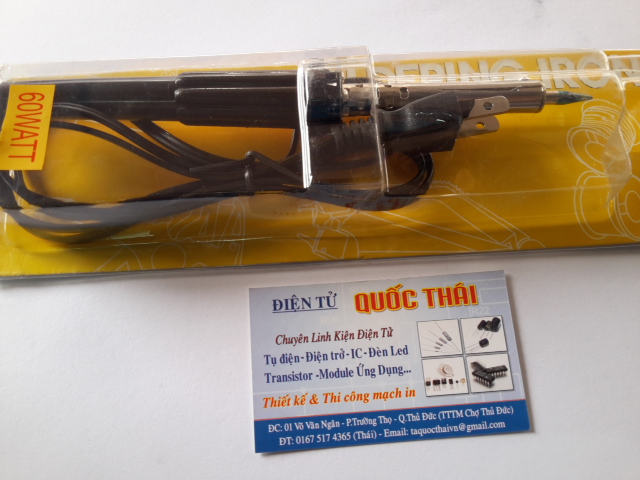 SOLDERING IRON
60WATT
ĐIỆN TỬ QUỐC THÁI
Chuyên Linh Kiện Điện Tử
Tụ điện - Điện trở - IC - Đèn Led
Transistor - Module Ứng Dụng...
Thiết kế & Thi công mạch in
ĐC: 01 Võ Văn Ngân - P.Trường Thọ - Q.Thủ Đức (TTTM Chợ Thủ Đức)
ĐT: 0167 517 4365 (Thái) - Email: taquocthaivn@gmail.com